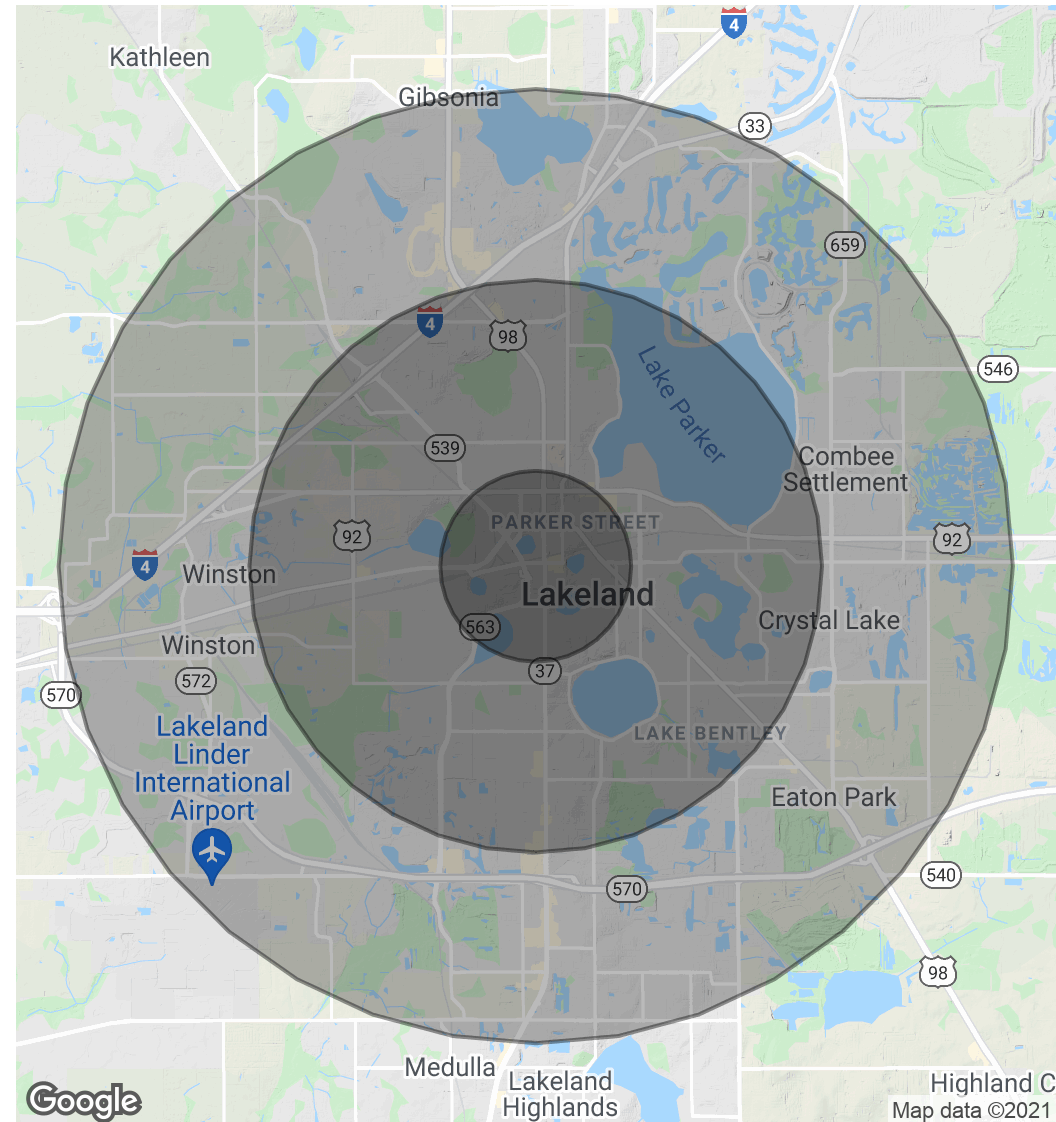 4
Kathleen
Gibsonia
33
659
4
98
546
Lake Parker
539
Combee
Settlement
PARKER STREET
92
92
4
Winston
Lakeland
Crystal Lake
563
Winston
37
572
570
Lakeland
Linder
International
Airport
LAKE BENTLEY
Eaton Park
570
540
98
Medulla
Lakeland
Highlands
Highland C
Google
Map data ©2021